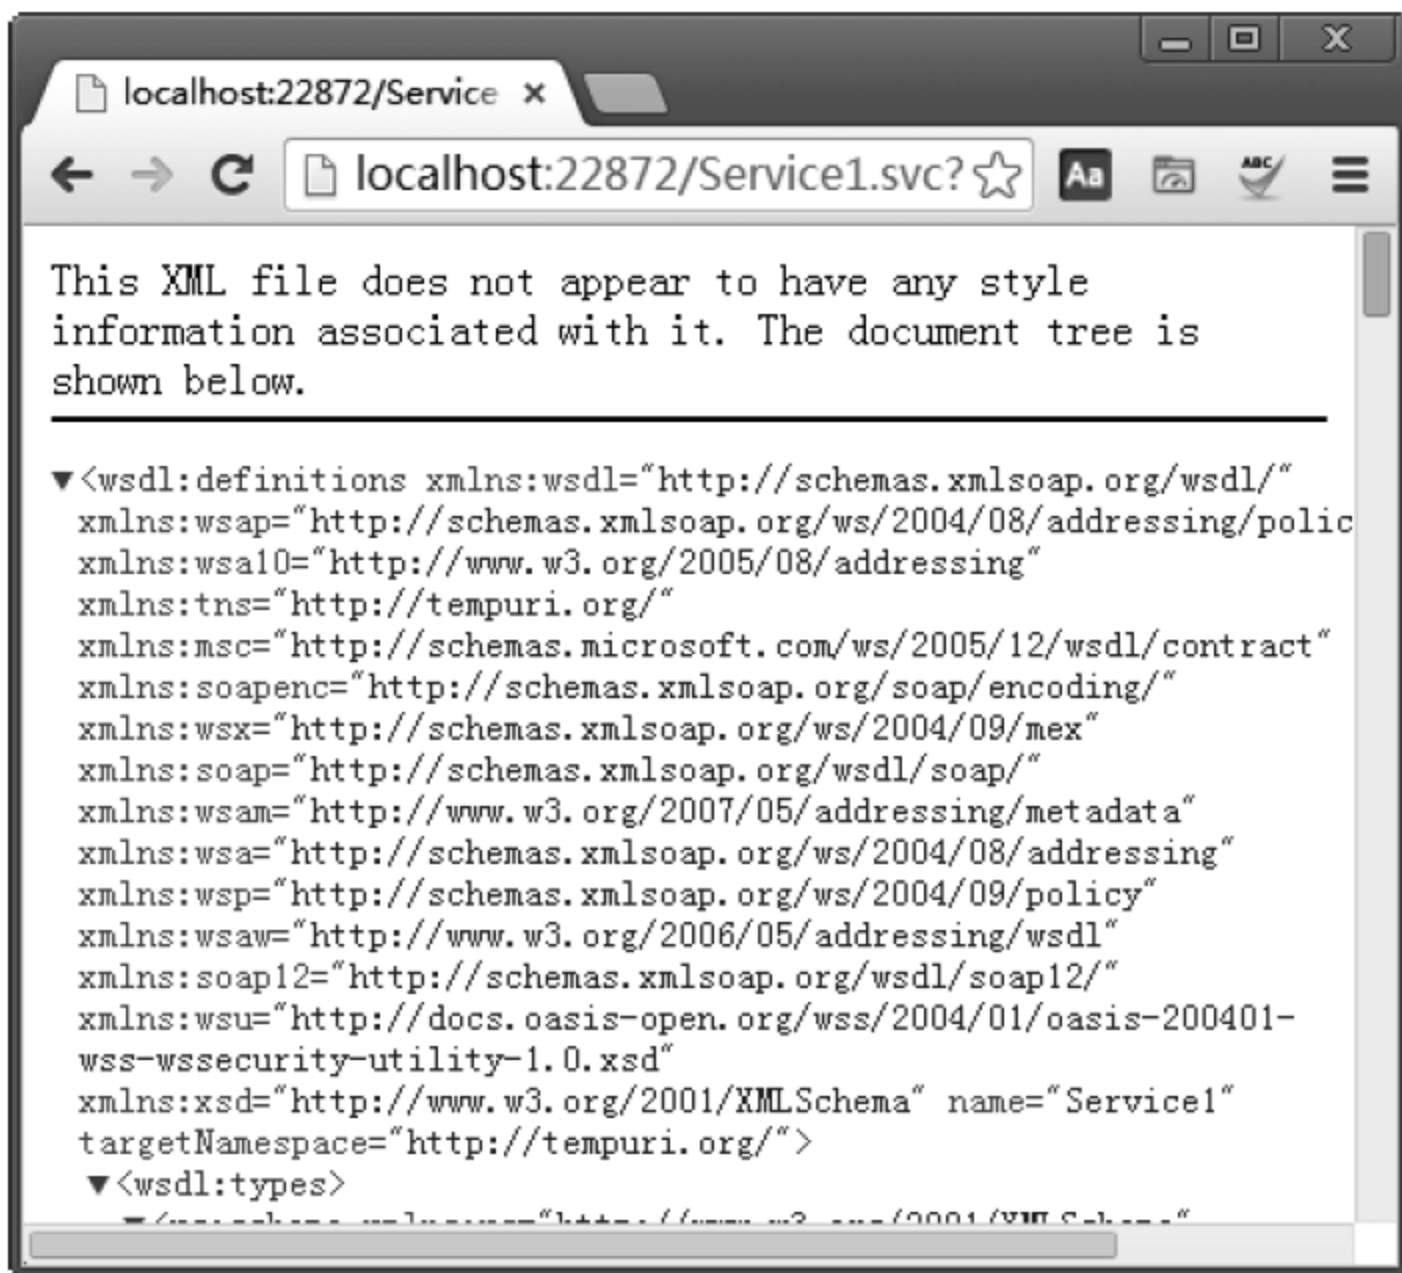 localhost:22872/Service
localhost:22872/Service1.svc?
Aa
ABC
This XML file does not appear to have any style
information associated with it. The document tree is
shown below.
▼<wsdl:definitions xmlns:wsdl="http://schemas.xmlsoap.org/wsdl/"
xmlns:wsap="http://schemas.xmlsoap.org/ws/2004/08/addressing/polic
xmlns:wsa10="http://www.w3.org/2005/08/addressing"
xmlns:tns="http://tempuri.org/"
xmlns:msc="http://schemas.microsoft.com/ws/2005/12/wsdl/contract"
xmlns:soapenc="http://schemas.xmlsoap.org/soap/encoding/"
xmlns:wsx="http://schemas.xmlsoap.org/ws/2004/09/mex"
xmlns:soap="http://schemas.xmlsoap.org/wsdl/soap/"
xmlns:wsam="http://www.w3.org/2007/05/addressing/metadata"
xmlns:wsa="http://schemas.xmlsoap.org/ws/2004/08/addressing"
xmlns:wsp="http://schemas.xmlsoap.org/ws/2004/09/policy"
xmlns:wsaw="http://www.w3.org/2006/05/addressing/wsdl"
xmlns:soap12="http://schemas.xmlsoap.org/wsdl/soap12/"
xmlns:wsu="http://docs.oasis-open.org/wss/2004/01/oasis-200401-
wss-wssecurity-utility-1.0.xsd"
xmlns:xsd="http://www.w3.org/2001/XMLSchema" name="Service1"
targetNamespace="http://tempuri.org/">
▼<wsdl:types>